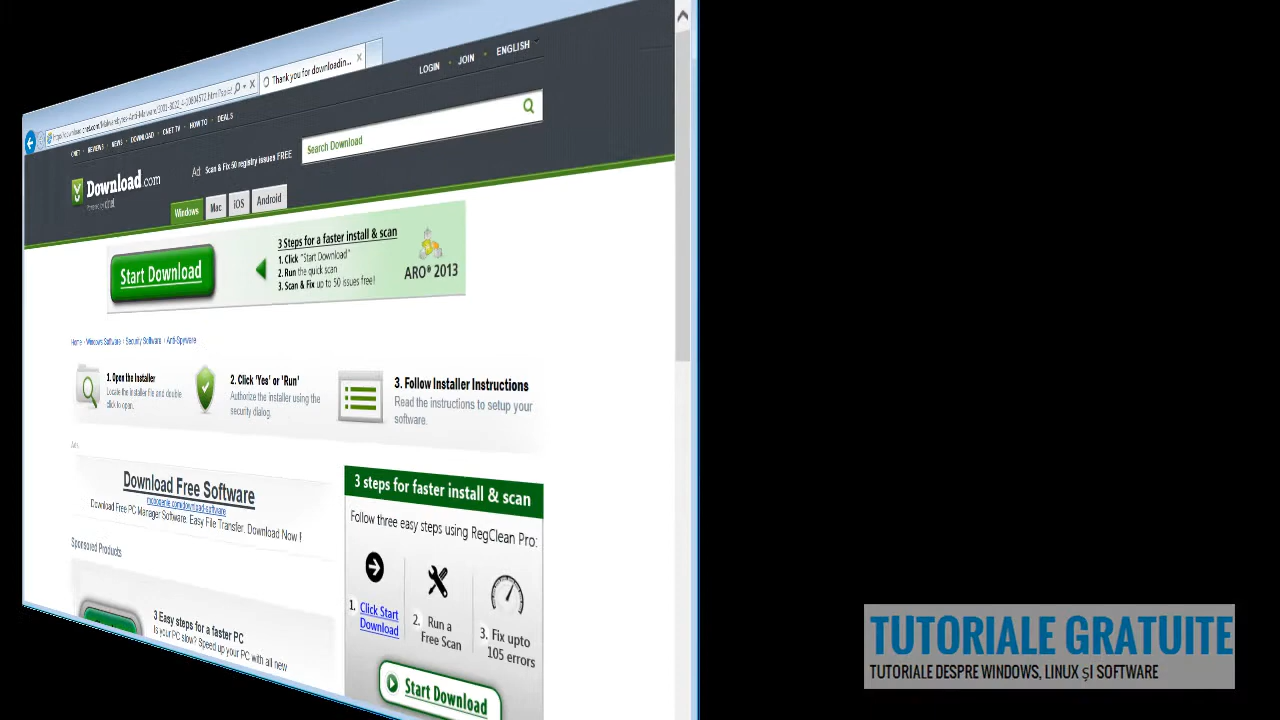 Thank you for downloadin...
LOGIN
JOIN
ENGLISH
CNET
REVIEWS
NEWS
DOWNLOAD
CNET TV
HOW TO
DEALS
Search Download
Download.com
Powered by cnet
Ad: Scan & Fix 50 registry issues FREE
Windows
Mac
iOS
Android
Start Download
3 Steps for a faster install & scan
1. Click "Start Download"
2. Run the quick scan
3. Scan & Fix up to 50 issues free!
ARO® 2013
Home › Windows Software › Security Software › Anti-Spyware
1. Open the Installer
Locate the installer file and double
click to open.
2. Click 'Yes' or 'Run'
Authorize the installer using the
security dialog.
3. Follow Installer Instructions
Read the instructions to setup your
software.
Download Free Software
Download Free PC Manager Software. Easy File Transfer. Download Now F
Sponsored Products
3 Easy steps for a faster PC
Is your PC slow? Speed up your PC with all new
3 steps for faster install & scan
Follow three easy steps using RegClean Pro:
1. Click Start
Download
2. Run a
Free Scan
3. Fix upto
105 errors
Start Download
TUTORIALE GRATUITE
TUTORIALE DESPRE WINDOWS, LINUX șI SOFTWARE